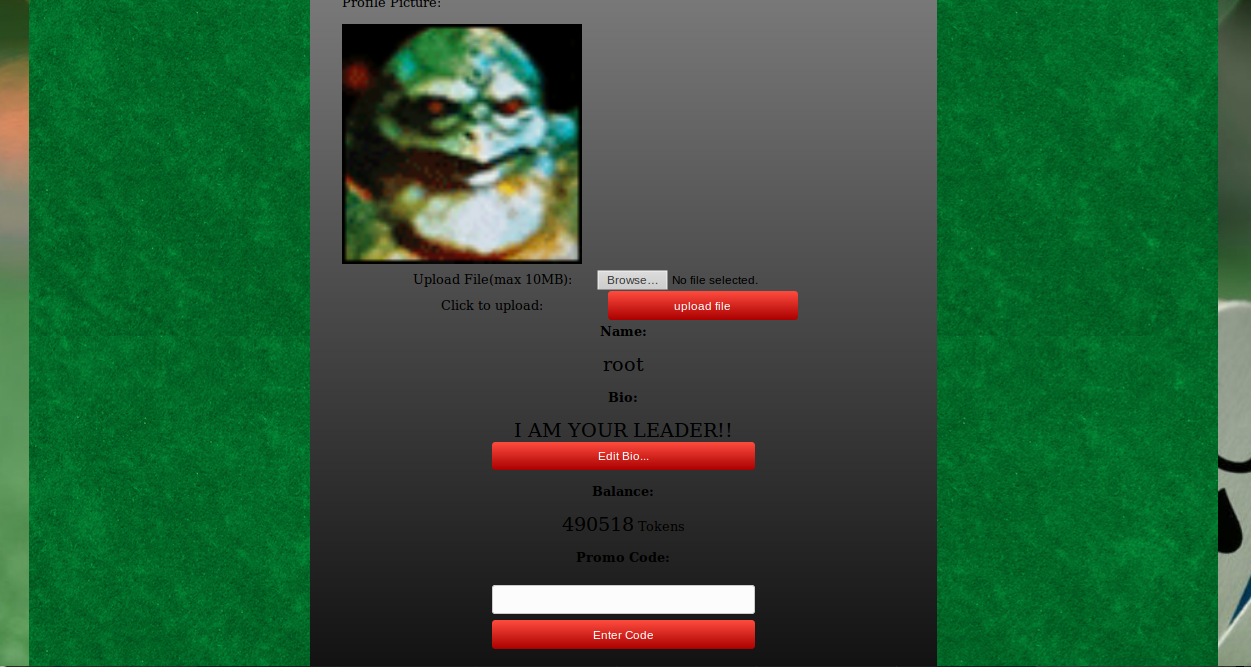 Profile Picture:
Upload File(max 10MB): Browse... No file selected.
Click to upload: upload file
Name:
root
Bio:
I AM YOUR LEADER!!
Edit Bio...
Balance:
490518 Tokens
Promo Code:
Enter Code